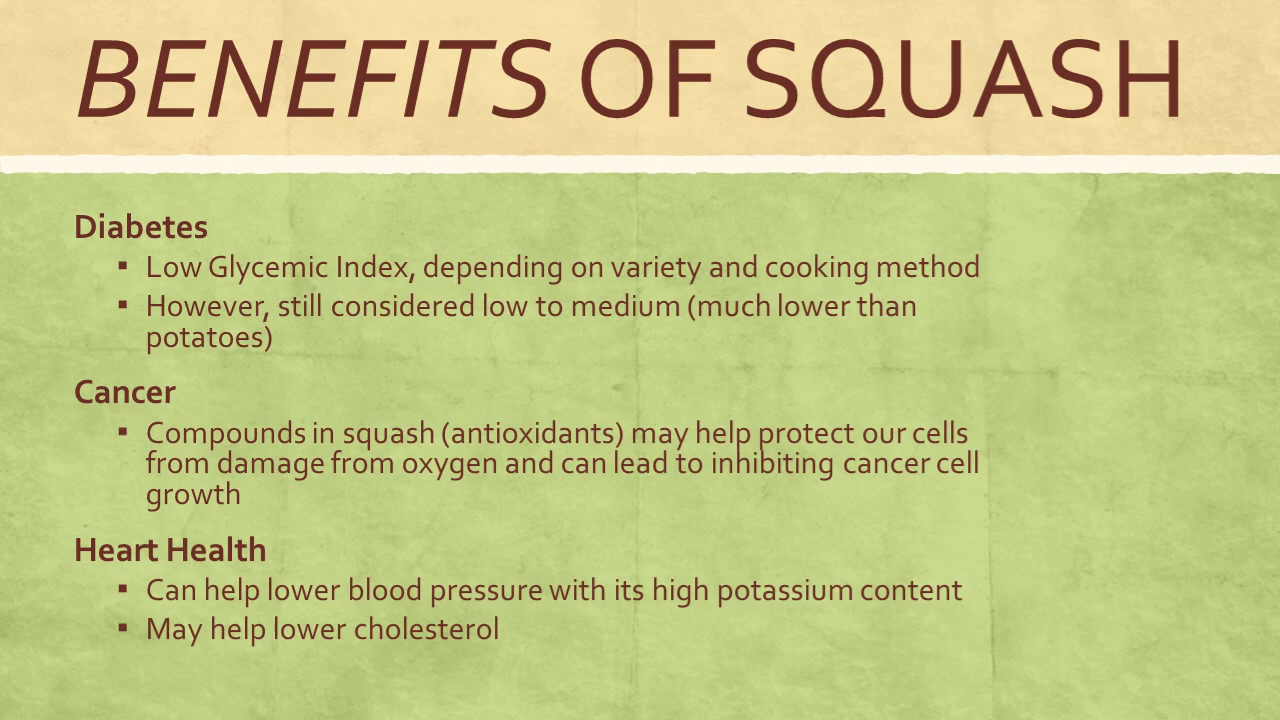 BENEFITS OF SQUASH
Diabetes
▪ Low Glycemic Index, depending on variety and cooking method
▪ However, still considered low to medium (much lower than
potatoes)
Cancer
▪ Compounds in squash (antioxidants) may help protect our cells
from damage from oxygen and can lead to inhibiting cancer cell
growth
Heart Health
▪ Can help lower blood pressure with its high potassium content
▪ May help lower cholesterol